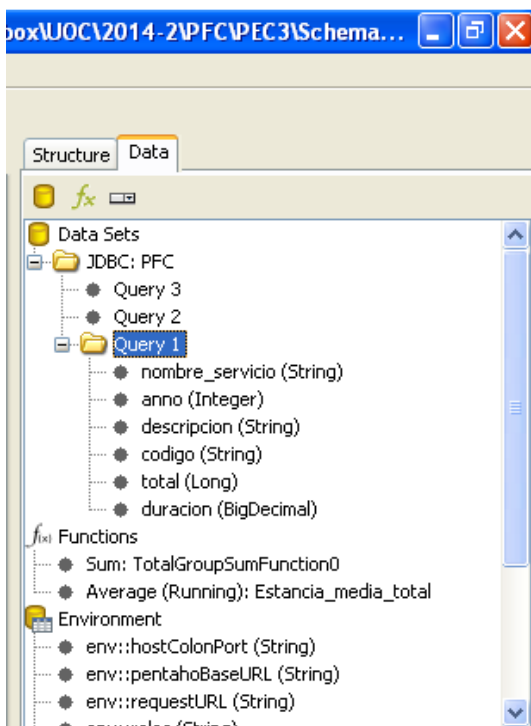 box\UOC\2014-2\PFC\PEC3\Schema...
Structure Data
fx
Data Sets
JDBC: PFC
Query 3
Query 2
Query 1
nombre_servicio (String)
anno (Integer)
descripcion (String)
codigo (String)
total (Long)
duracion (BigDecimal)
f(x) Functions
Sum: TotalGroupSumFunction0
Average (Running): Estancia_media_total
Environment
env::hostColonPort (String)
env::pentahoBaseURL (String)
env::requestURL (String)